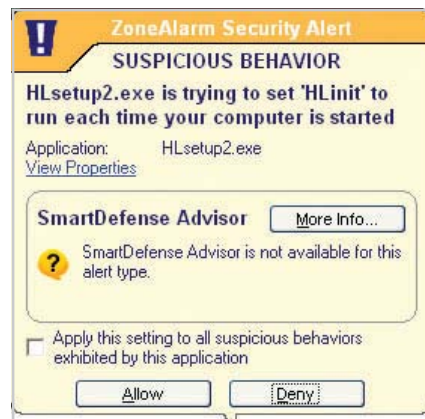 !
ZoneAlarm Security Alert
SUSPICIOUS BEHAVIOR
HLsetup2.exe is trying to set 'HLinit' to
run each time your computer is started
Application: HLsetup2.exe
View Properties
SmartDefense Advisor More Info...
? SmartDefense Advisor is not available for this
alert type.
Apply this setting to all suspicious behaviors
exhibited by this application
Allow Deny